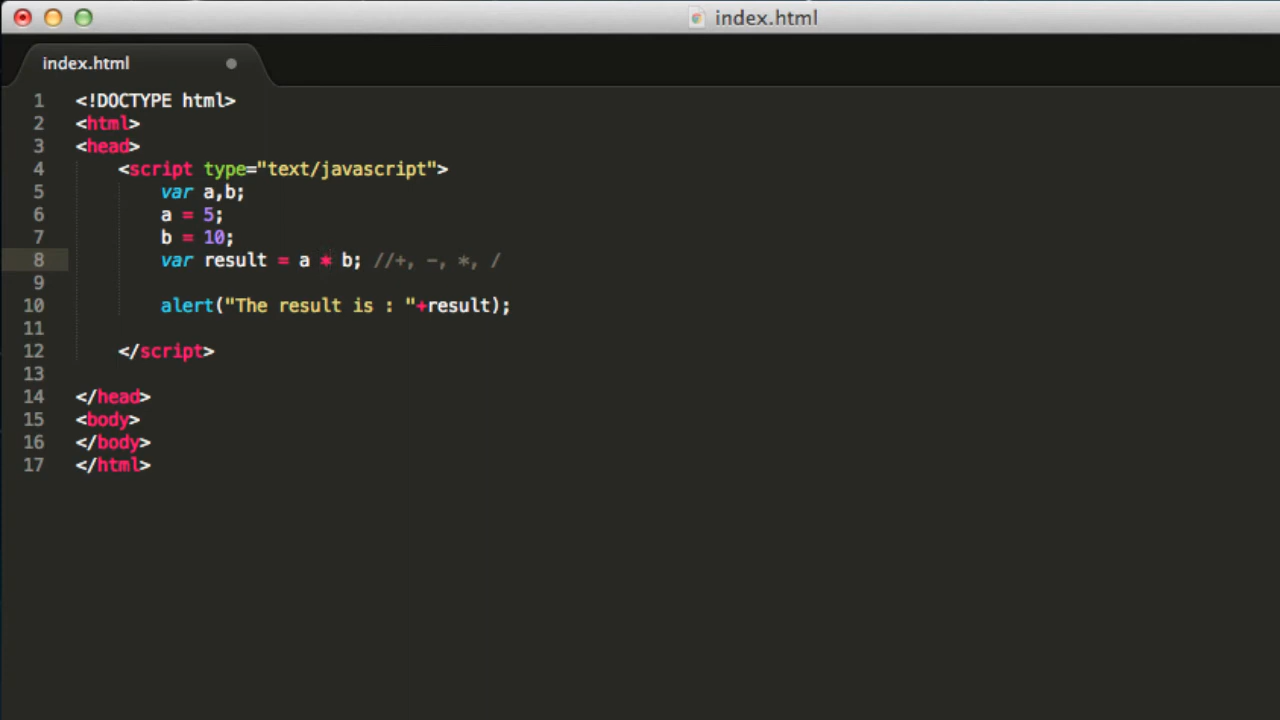 index.html
index.html
1 <!DOCTYPE html>
2 <html>
3 <head>
4 <script type="text/javascript">
5 var a,b;
6 a = 5;
7 b = 10;
8 var result = a * b; //+, -, *, /
9
10 alert("The result is : "+result);
11
12 </script>
13
14 </head>
15 <body>
16 </body>
17 </html>